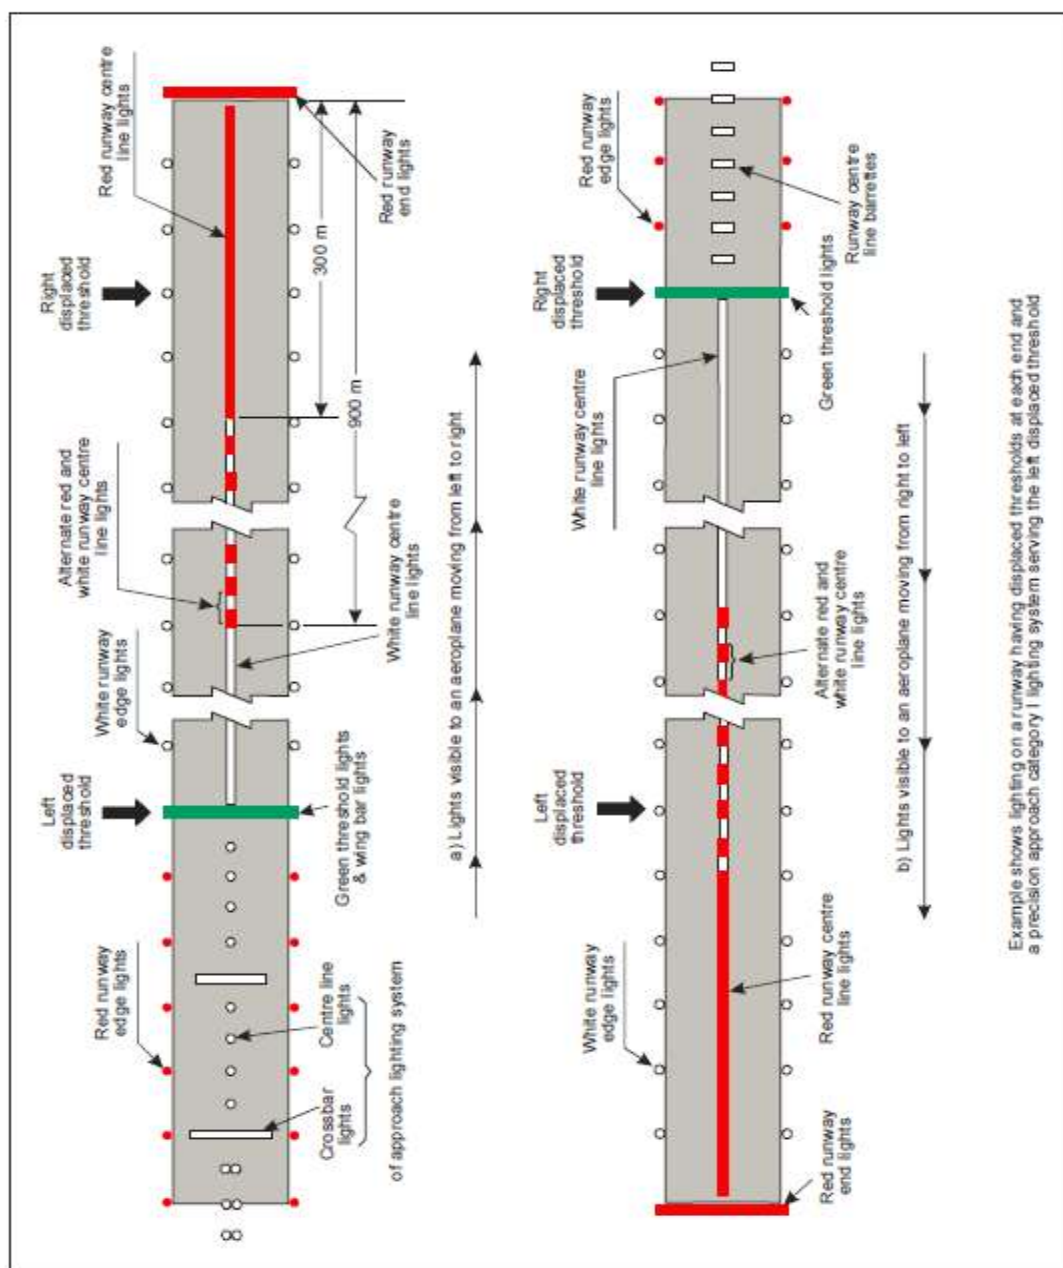 Left
displaced
threshold
Right
displaced
threshold
Red runway
edge lights
White runway
edge lights
Alternate red and
white runway centre
line lights
Red runway centre
line lights
Crossbar
lights
Centre line
lights
of approach lighting system
Green threshold lights
& wing bar lights
White runway centre
line lights
300 m
900 m
Red runway
end lights
a) Lights visible to an aeroplane moving from left to right
Left
displaced
threshold
Right
displaced
threshold
White runway
edge lights
White runway centre
line lights
Red runway
edge lights
Red runway
end lights
Red runway centre
line lights
Alternate red and
white runway centre
line lights
Green threshold lights
Runway centre
line barrettes
b) Lights visible to an aeroplane moving from right to left
Example shows lighting on a runway having displaced thresholds at each end and
a precision approach category I lighting system serving the left displaced threshold